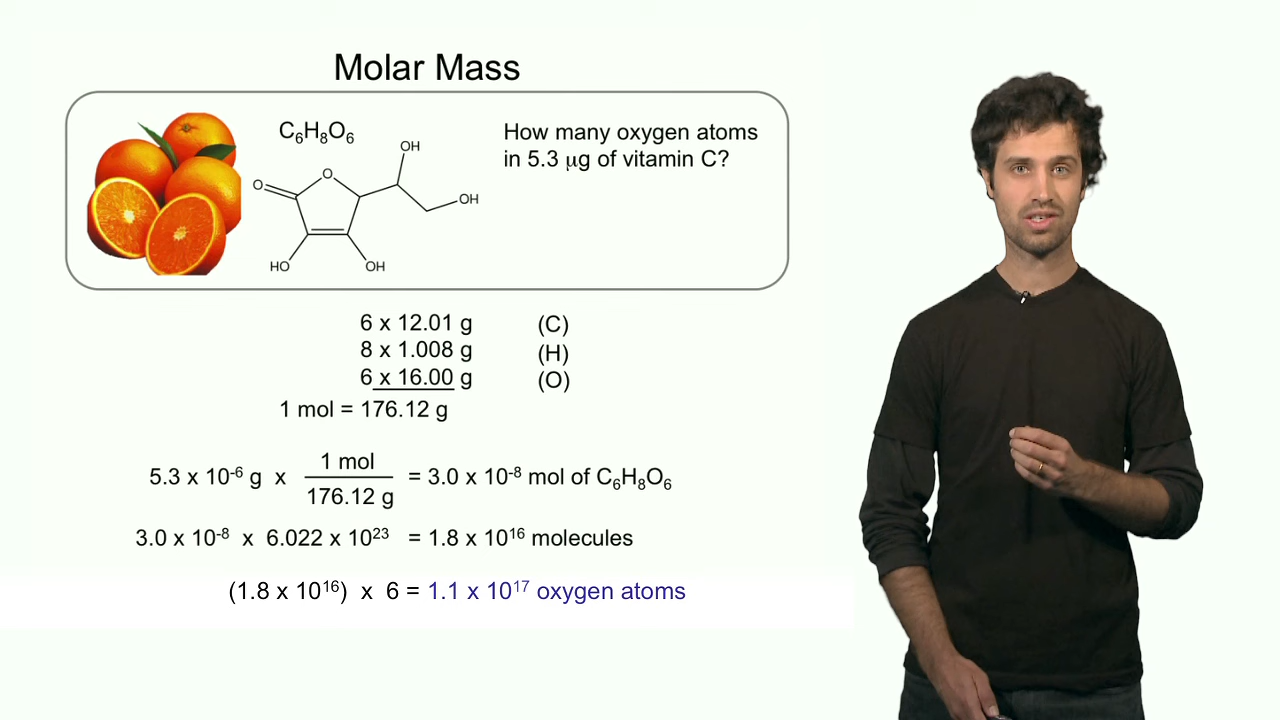 Molar Mass
C₆H₈O₆
How many oxygen atoms
in 5.3 μg of vitamin C?
OH
O
O
OH
HO
OH
6 x 12.01 g (C)
8 x 1.008 g (H)
6 x 16.00 g (O)
1 mol = 176.12 g
5.3 x 10⁻⁶ g x 1 mol / 176.12 g = 3.0 x 10⁻⁸ mol of C₆H₈O₆
3.0 x 10⁻⁸ x 6.022 x 10²³ = 1.8 x 10¹⁶ molecules
(1.8 x 10¹⁶) x 6 = 1.1 x 10¹⁷ oxygen atoms